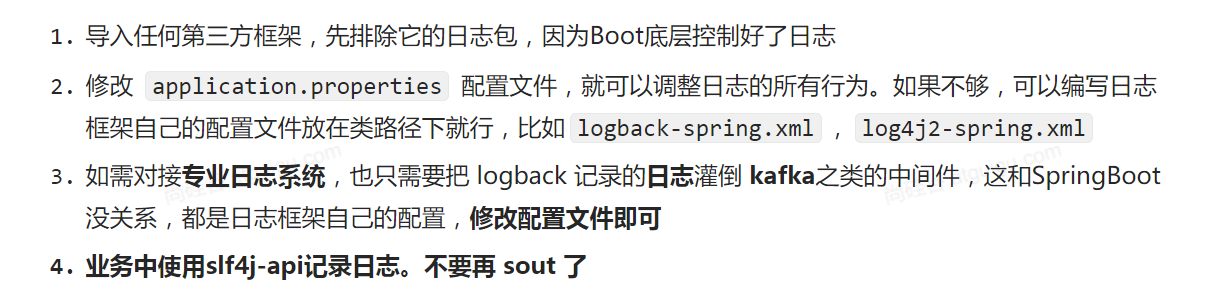 1. 导入任何第三方框架，先排除它的日志包，因为Boot底层控制好了日志
2. 修改 application.properties 配置文件，就可以调整日志的所有行为。如果不够，可以编写日志
框架自己的配置文件放在类路径下就行，比如 logback-spring.xml ， log4j2-spring.xml
3. 如需对接专业日志系统，也只需要把 logback 记录的日志灌倒 kafka之类的中间件，这和SpringBoot
没关系，都是日志框架自己的配置，修改配置文件即可
4. 业务中使用slf4j-api记录日志。不要再 sout 了